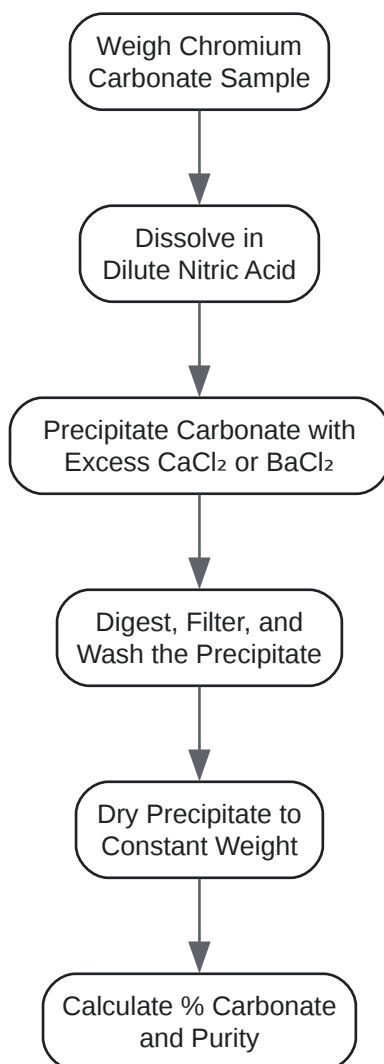 Weigh Chromium
Carbonate Sample
Dissolve in
Dilute Nitric Acid
Precipitate Carbonate with
Excess CaCl₂ or BaCl₂
Digest, Filter, and
Wash the Precipitate
Dry Precipitate to
Constant Weight
Calculate % Carbonate
and Purity